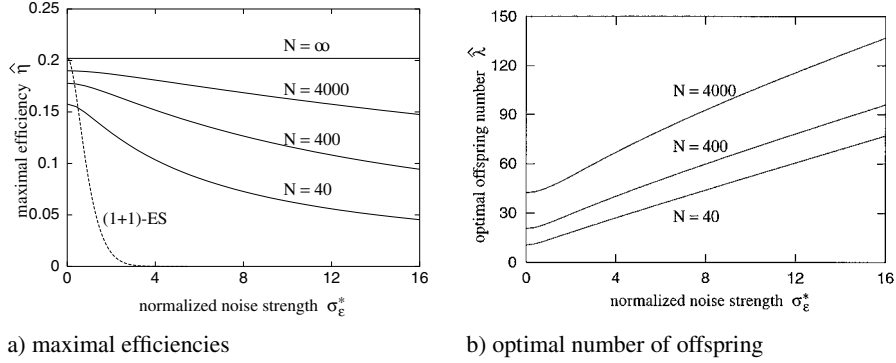 maximal efficiency η̂
0.25
0.2
0.15
0.1
0.05
0
N = ∞
N = 4000
N = 400
N = 40
(1+1)-ES
0 4 8 12 16
normalized noise strength σ*ε
a) maximal efficiencies
optimal offspring number λ̂
150
120
90
60
30
0
N = 4000
N = 400
N = 40
0 4 8 12 16
normalized noise strength σ*ε
b) optimal number of offspring